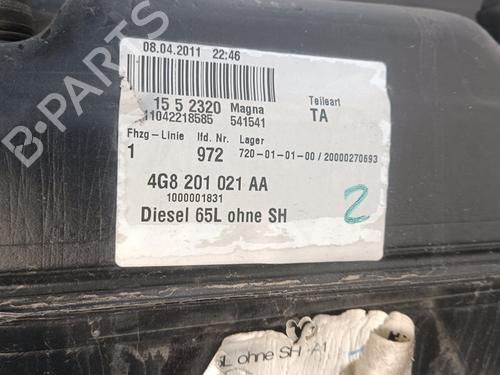 08.04.2011 22:46
15 5 2320 Magna Teileart
11042218585 541541 TA
Fhzg-Linie lfd. Nr. Lager
1 972 720-01-01-00 / 20000270693
4G8 201 021 AA
1000001831
Diesel 65L ohne SH
2
L ohne SH A1